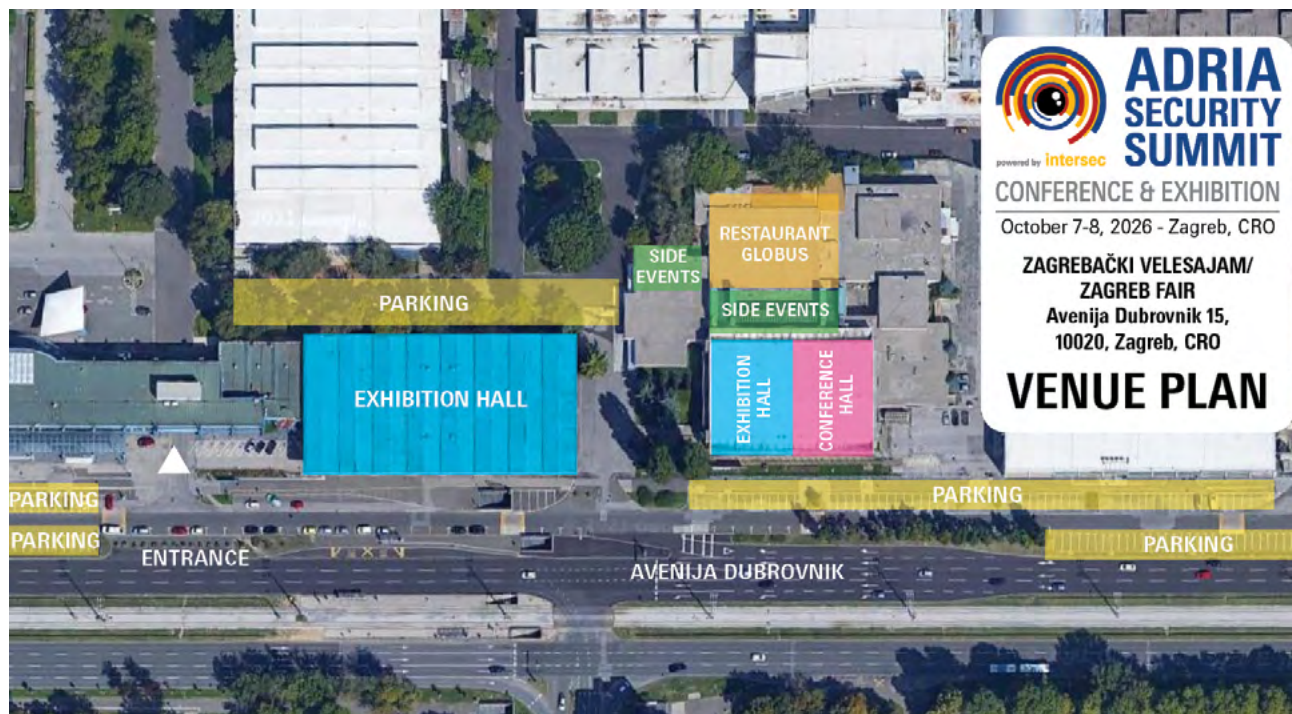 ADRIA
SECURITY
SUMMIT
powered by intersec
CONFERENCE & EXHIBITION
October 7-8, 2026 - Zagreb, CRO
ZAGREBAČKI VELESAJAM/
ZAGREB FAIR
Avenija Dubrovnik 15,
10020, Zagreb, CRO
VENUE PLAN
RESTAURANT
GLOBUS
SIDE
EVENTS
SIDE EVENTS
PARKING
EXHIBITION HALL
EXHIBITION
HALL
CONFERENCE
HALL
PARKING
PARKING
PARKING
PARKING
ENTRANCE
AVENIJA DUBROVNIK